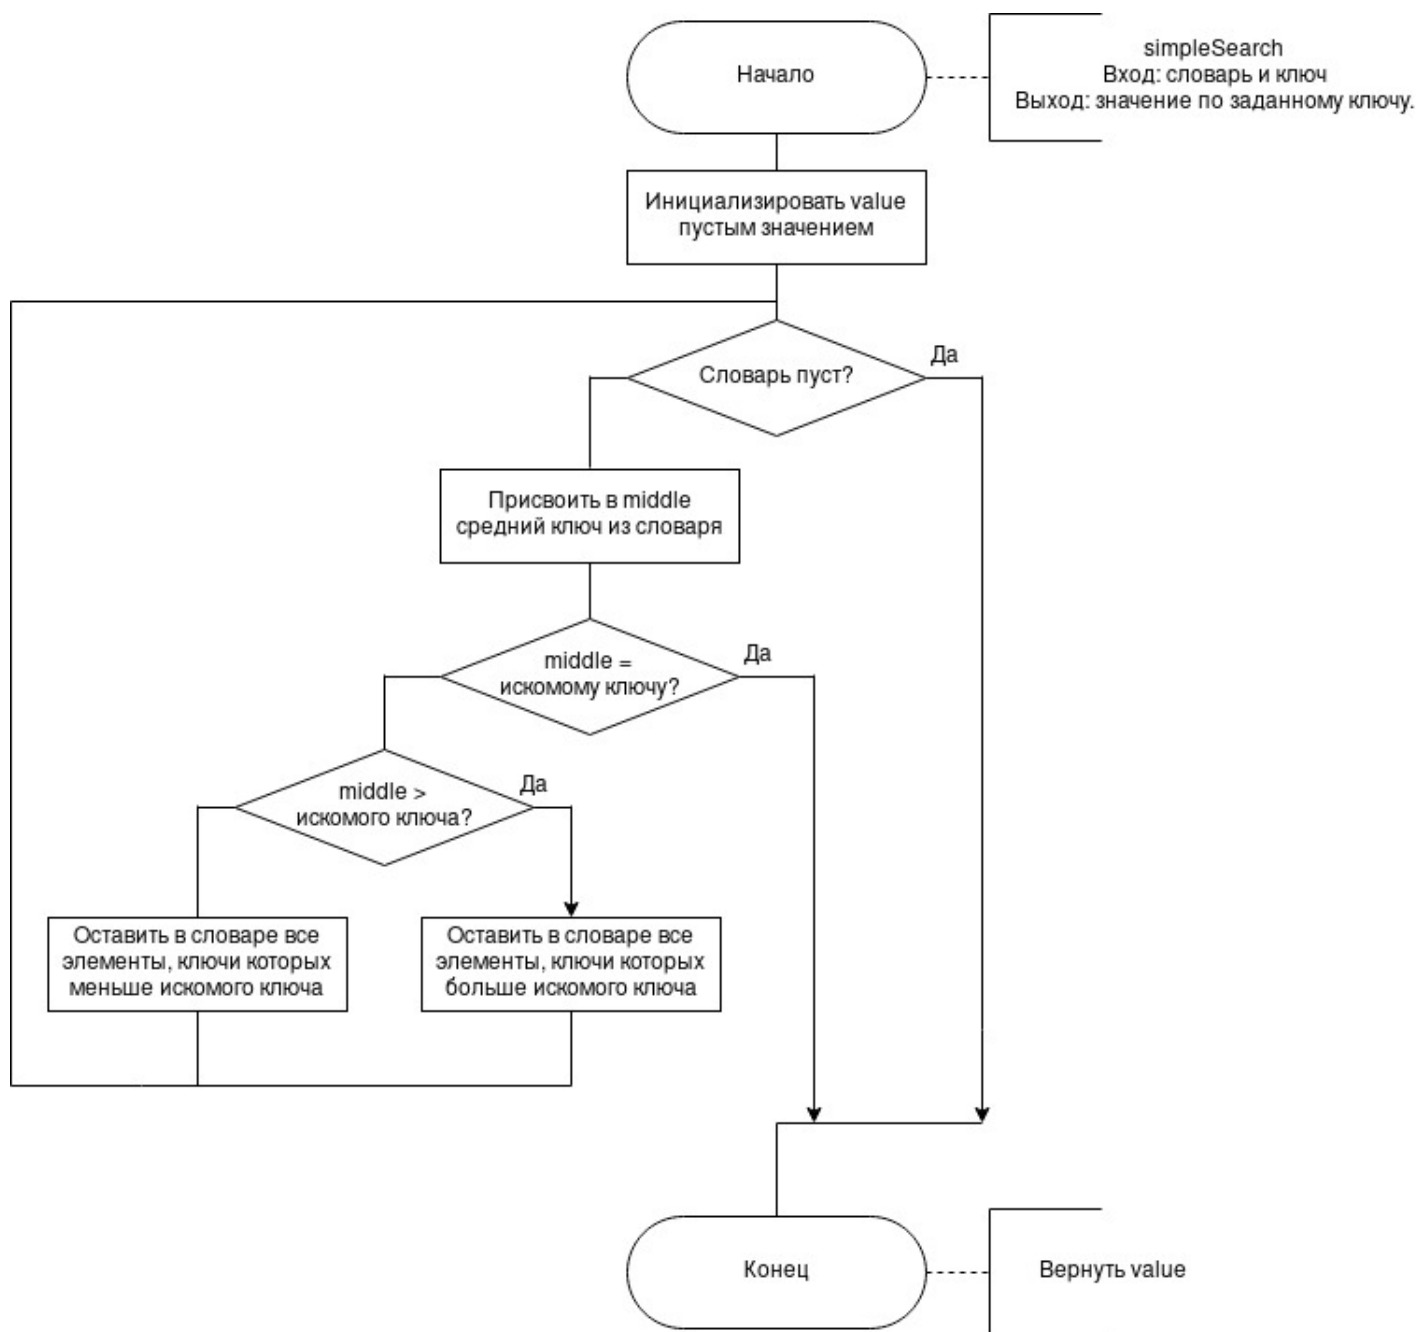 Начало
simpleSearch
Вход: словарь и ключ
Выход: значение по заданному ключу.
Инициализировать value
пустым значением
Словарь пуст?
Да
Присвоить в middle
средний ключ из словаря
middle =
искомому ключу?
Да
middle >
искомого ключа?
Да
Оставить в словаре все
элементы, ключи которых
меньше искомого ключа
Оставить в словаре все
элементы, ключи которых
больше искомого ключа
Конец
Вернуть value